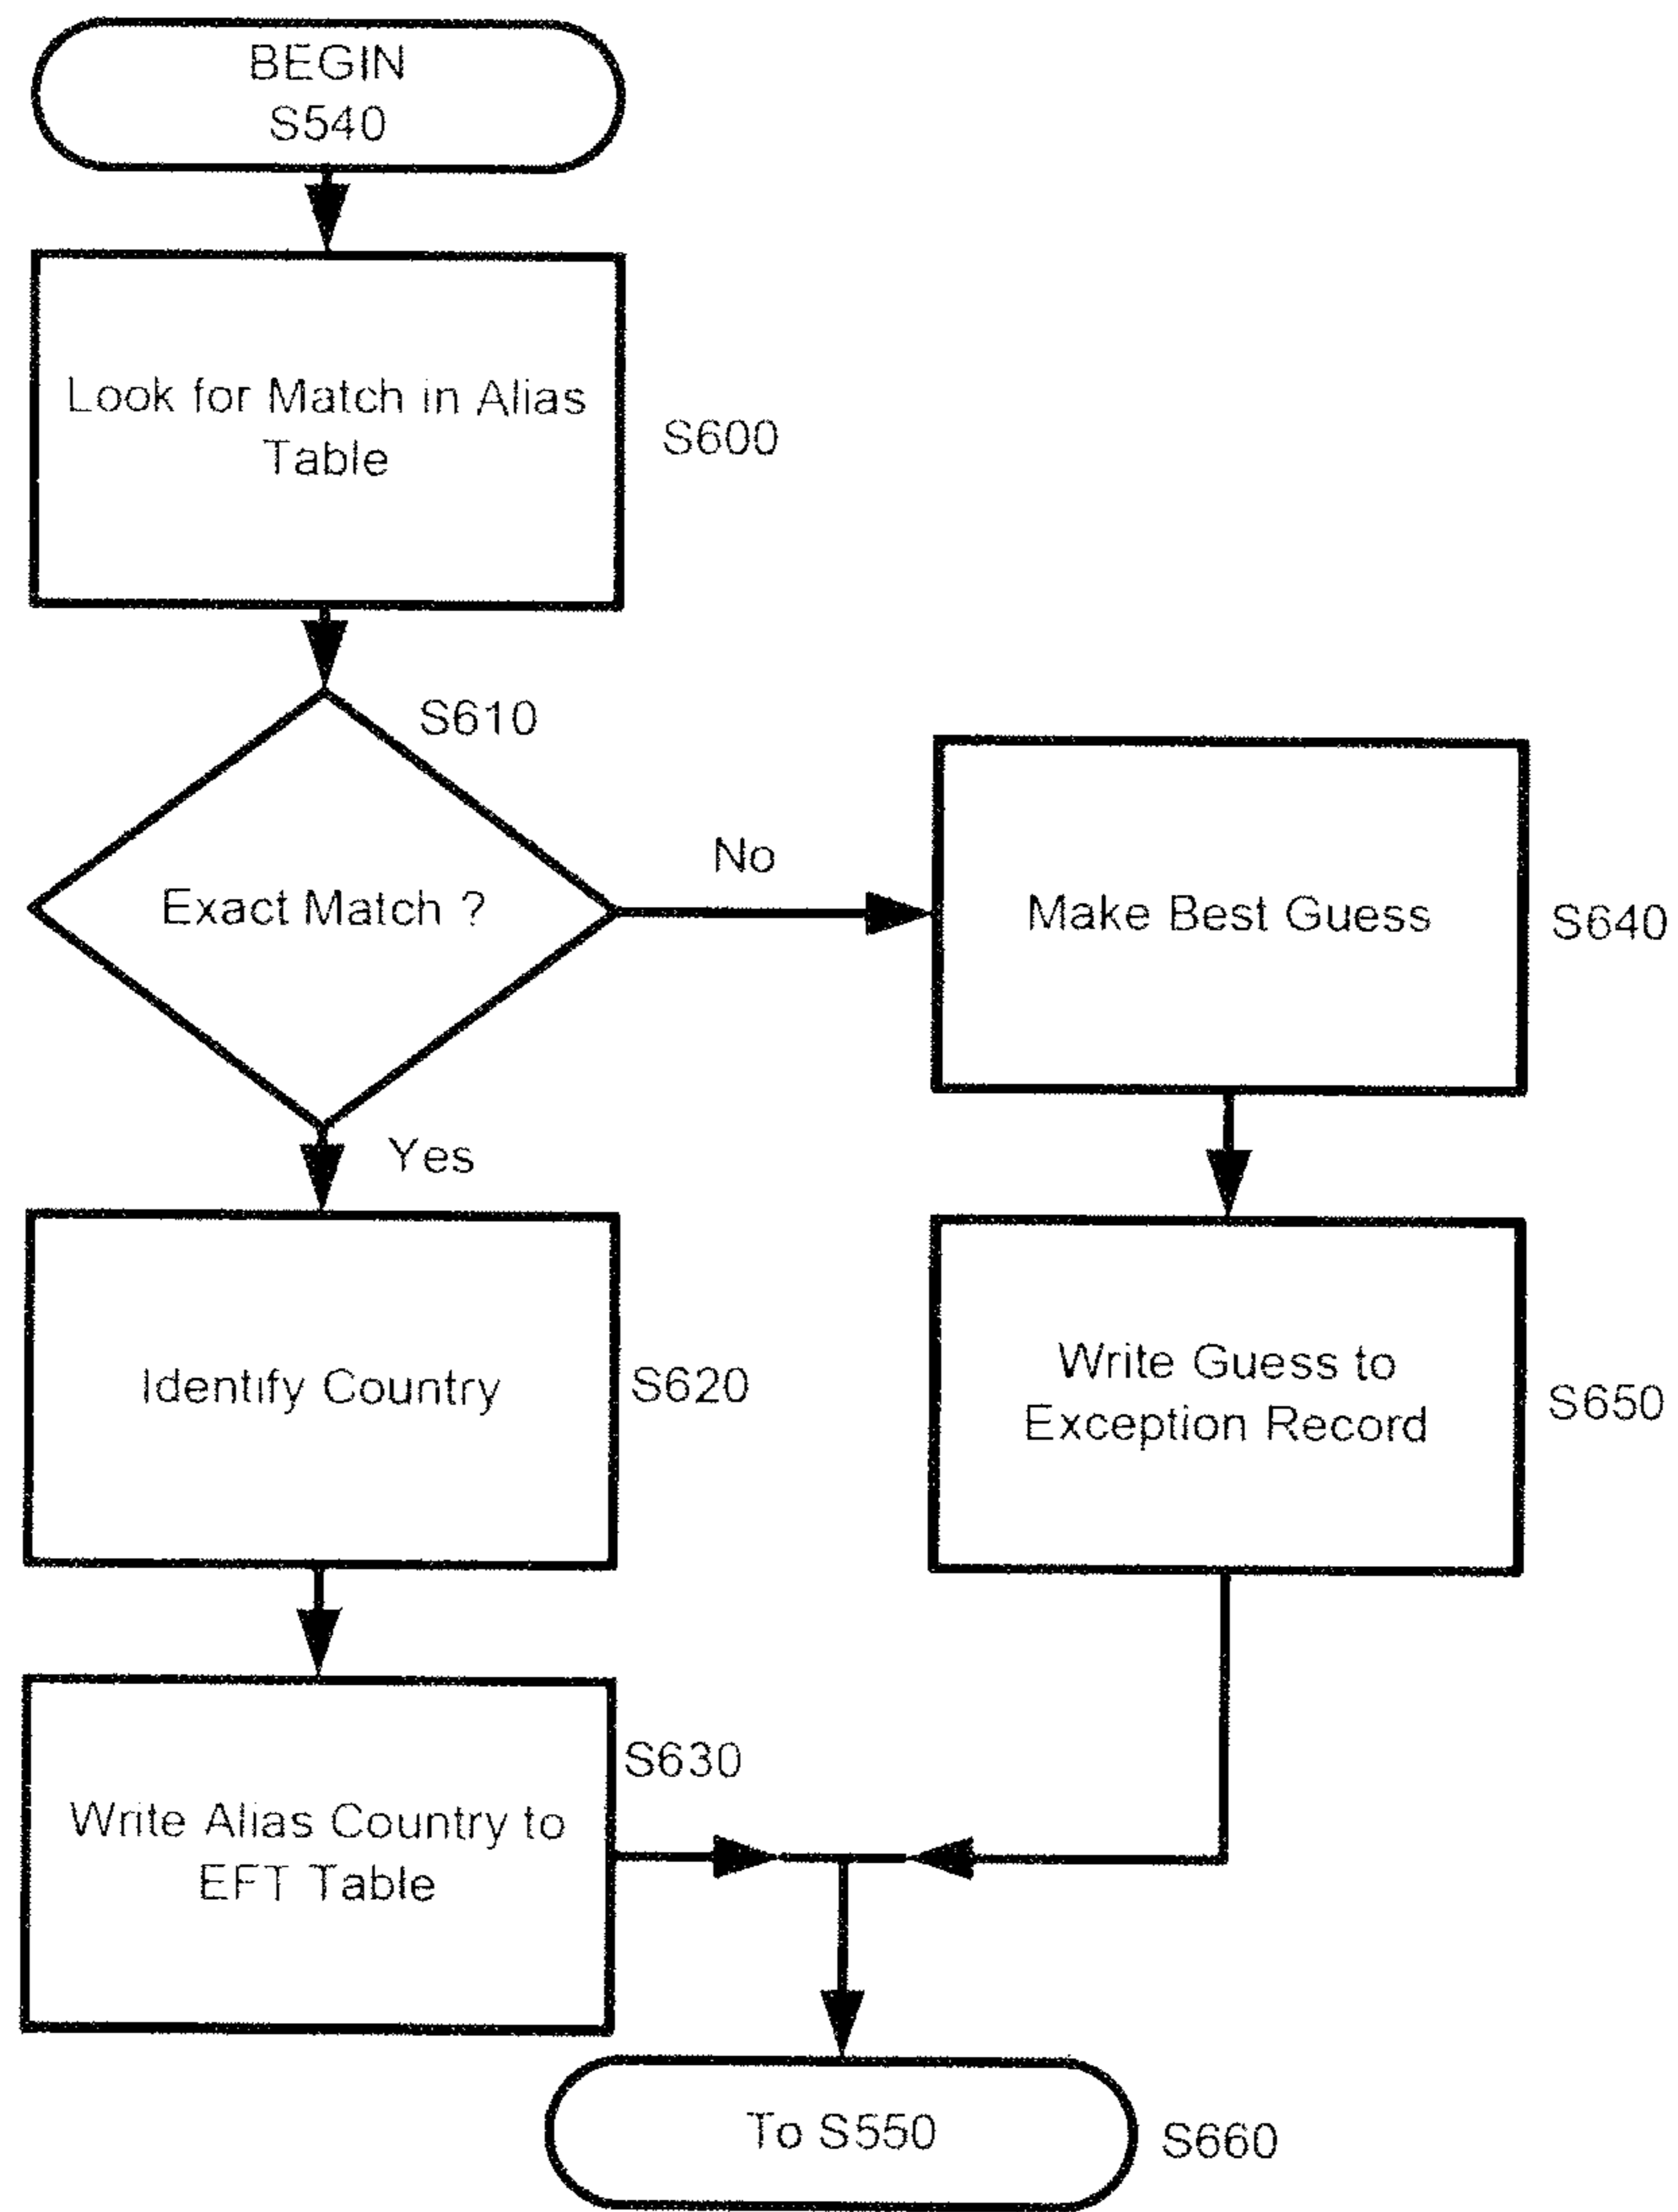 BEGIN
S540
Look for Match in Alias
Table
S600
S610
Exact Match ?
No
Make Best Guess
S640
Yes
Identify Country
S620
Write Guess to
Exception Record
S650
Write Alias Country to
EFT Table
S630
To S550
S660